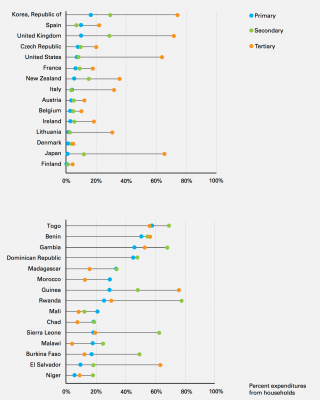 Korea, Republic of
Spain
United Kingdom
Czech Republic
United States
France
New Zealand
Italy
Austria
Belgium
Ireland
Lithuania
Denmark
Japan
Finland
0% 20% 40% 60% 80% 100%
Primary
Secondary
Tertiary
Togo
Benin
Gambia
Dominican Republic
Madagascar
Morocco
Guinea
Rwanda
Mali
Chad
Sierra Leone
Malawi
Burkina Faso
El Salvador
Niger
0% 20% 40% 60% 80% 100%
Percent expenditures
from households